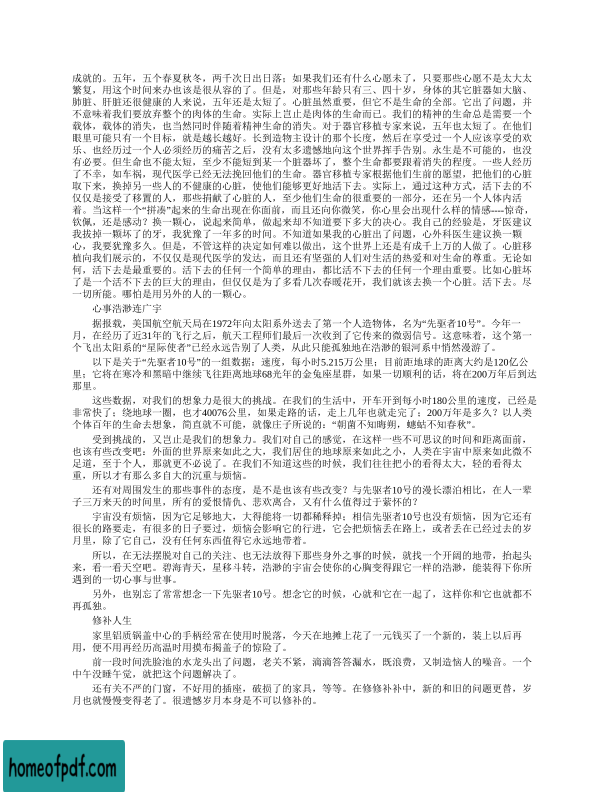 成就的。五年，五个春夏秋冬，两千次日出日落；如果我们还有什么心愿未了，只要那些心愿不是太大太
繁复，用这个时间来办也该是很从容的了。但是，对那些年龄只有三、四十岁，身体的其它脏器如大脑、
肺脏、肝脏还很健康的人来说，五年还是太短了。心脏虽然重要，但它不是生命的全部。它出了问题，并
不意味着我们要放弃整个的肉体的生命。实际上岂止是肉体的生命而已。我们的精神的生命总是需要一个
载体，载体的消失，也当然同时伴随着精神生命的消失。对于器官移植专家来说，五年也太短了。在他们
眼里可能只有一个目标，就是越长越好。长到造物主设计的那个长度，然后在享受过一个人应该享受的欢
乐、也经历过一个人必须经历的痛苦之后，没有太多遗憾地向这个世界挥手告别。永生是不可能的，也没
有必要。但生命也不能太短，至少不能短到某一个脏器坏了，整个生命都要跟着消失的程度。一些人经历
了不幸，如车祸，现代医学已经无法挽回他们的生命。器官移植专家根据他们生前的愿望，把他们的心脏
取下来，换掉另一些人的不健康的心脏，使他们能够更好地活下去。实际上，通过这种方式，活下去的不
仅仅是接受了移置的人，那些捐献了心脏的人，至少他们生命的很重要的一部分，还在另一个人体内活
着。当这样一个“拼凑”起来的生命出现在你面前，而且还向你微笑，你心里会出现什么样的情感----惊奇，
钦佩，还是感动？换一颗心，说起来简单，做起来却不知道要下多大的决心。我自己的经验是，牙医建议
我拔掉一颗坏了的牙，我犹豫了一年多的时间。不知道如果我的心脏出了问题，心外科医生建议换一颗
心，我要犹豫多久。但是，不管这样的决定如何难以做出，这个世界上还是有成千上万的人做了。心脏移
植向我们展示的，不仅仅是现代医学的发达，而且还有坚强的人们对生活的热爱和对生命的尊重。无论如
何，活下去是最重要的。活下去的任何一个简单的理由，都比活不下去的任何一个理由重要。比如心脏坏
了是一个活不下去的巨大的理由，但仅仅是为了多看几次春暖花开，我们就该去换一个心脏。活下去。尽
一切所能。哪怕是用另外的人的一颗心。
心事浩渺连广宇
据报载，美国航空航天局在1972年向太阳系外送去了第一个人造物体，名为“先驱者10号”。今年一
月，在经历了近31年的飞行之后，航天工程师们最后一次收到了它传来的微弱信号。这意味着，这个第一
个飞出太阳系的“星际使者”已经永远告别了人类，从此只能孤独地在浩渺的银河系中悄然漫游了。
以下是关于“先驱者10号”的一组数据：速度，每小时5.215万公里；目前距地球的距离大约是120亿公
里；它将在寒冷和黑暗中继续飞往距离地球68光年的金兔座星群，如果一切顺利的话，将在200万年后到达
那里。
这些数据，对我们的想象力是很大的挑战。在我们的生活中，开车开到每小时180公里的速度，已经是
非常快了；绕地球一圈，也才40076公里，如果走路的话，走上几年也就走完了；200万年是多久？以人类
个体百年的生命去想象，简直就不可能，就像庄子所说的：“朝菌不知晦朔，蟪蛄不知春秋”。
受到挑战的，又岂止是我们的想象力。我们对自己的感觉，在这样一些不可思议的时间和距离面前，
也该有些改变吧：外面的世界原来如此之大，我们居住的地球原来如此之小，人类在宇宙中原来如此微不
足道，至于个人，那就更不必说了。在我们不知道这些的时候，我们往往把小的看得太大，轻的看得太
重，所以才有那么多自大的沉重与烦恼。
还有对周围发生的那些事件的态度，是不是也该有些改变？与先驱者10号的漫长漂泊相比，在人一辈
子三万来天的时间里，所有的爱恨情仇、悲欢离合，又有什么值得过于萦怀的？
宇宙没有烦恼，因为它足够地大，大得能将一切都稀释掉；相信先驱者10号也没有烦恼，因为它还有
很长的路要走，有很多的日子要过，烦恼会影响它的行进，它会把烦恼丢在路上，或者丢在已经过去的岁
月里，除了它自己，没有任何东西值得它永远地带着。
所以，在无法摆脱对自己的关注、也无法放得下那些身外之事的时候，就找一个开阔的地带，抬起头
来，看一看天空吧。碧海青天，星移斗转，浩渺的宇宙会使你的心胸变得跟它一样的浩渺，能装得下你所
遇到的一切心事与世事。
另外，也别忘了常常想念一下先驱者10号。想念它的时候，心就和它在一起了，这样你和它也就都不
再孤独。
修补人生
家里铝质锅盖中心的手柄经常在使用时脱落，今天在地摊上花了一元钱买了一个新的，装上以后再
用，便不用再经历高温时用摸布揭盖子的惊险了。
前一段时间洗脸池的水龙头出了问题，老关不紧，滴滴答答漏水，既浪费，又制造恼人的噪音。一个
中午没睡午觉，就把这个问题解决了。
还有关不严的门窗，不好用的插座，破损了的家具，等等。在修修补补中，新的和旧的问题更替，岁
月也就慢慢变得老了。很遗憾岁月本身是不可以修补的。
homeofpdf.com